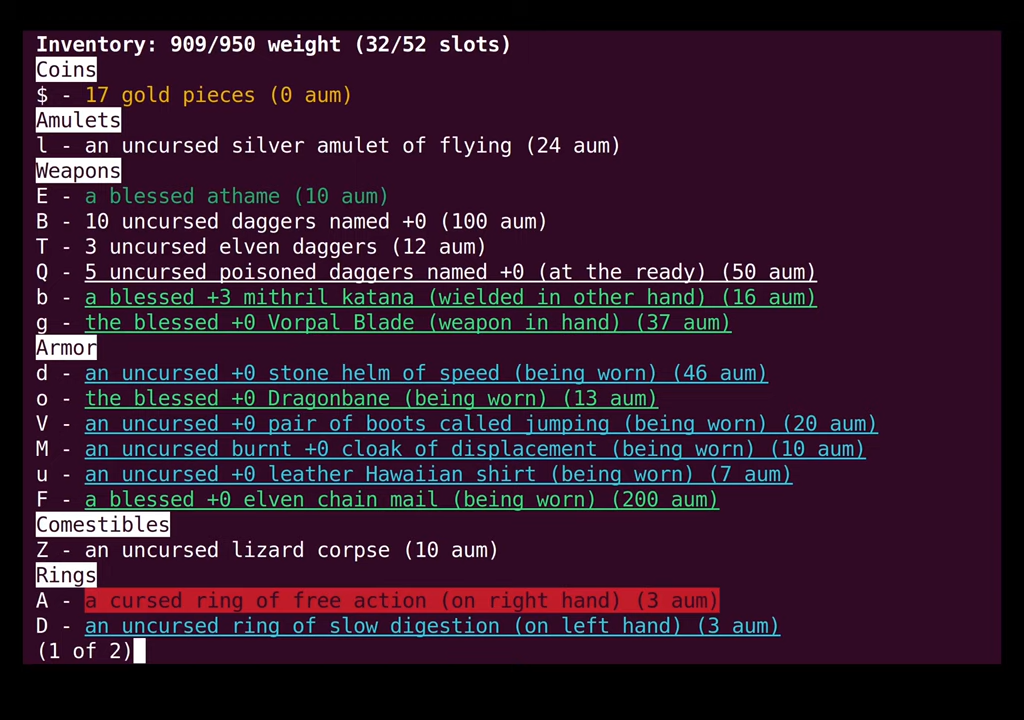 Inventory: 909/950 weight (32/52 slots)
Coins
$ - 17 gold pieces (0 aum)
Amulets
l - an uncursed silver amulet of flying (24 aum)
Weapons
E - a blessed athame (10 aum)
B - 10 uncursed daggers named +0 (100 aum)
T - 3 uncursed elven daggers (12 aum)
Q - 5 uncursed poisoned daggers named +0 (at the ready) (50 aum)
b - a blessed +3 mithril katana (wielded in other hand) (16 aum)
g - the blessed +0 Vorpal Blade (weapon in hand) (37 aum)
Armor
d - an uncursed +0 stone helm of speed (being worn) (46 aum)
o - the blessed +0 Dragonbane (being worn) (13 aum)
V - an uncursed +0 pair of boots called jumping (being worn) (20 aum)
M - an uncursed burnt +0 cloak of displacement (being worn) (10 aum)
u - an uncursed +0 leather Hawaiian shirt (being worn) (7 aum)
F - a blessed +0 elven chain mail (being worn) (200 aum)
Comestibles
Z - an uncursed lizard corpse (10 aum)
Rings
A - a cursed ring of free action (on right hand) (3 aum)
D - an uncursed ring of slow digestion (on left hand) (3 aum)
(1 of 2)